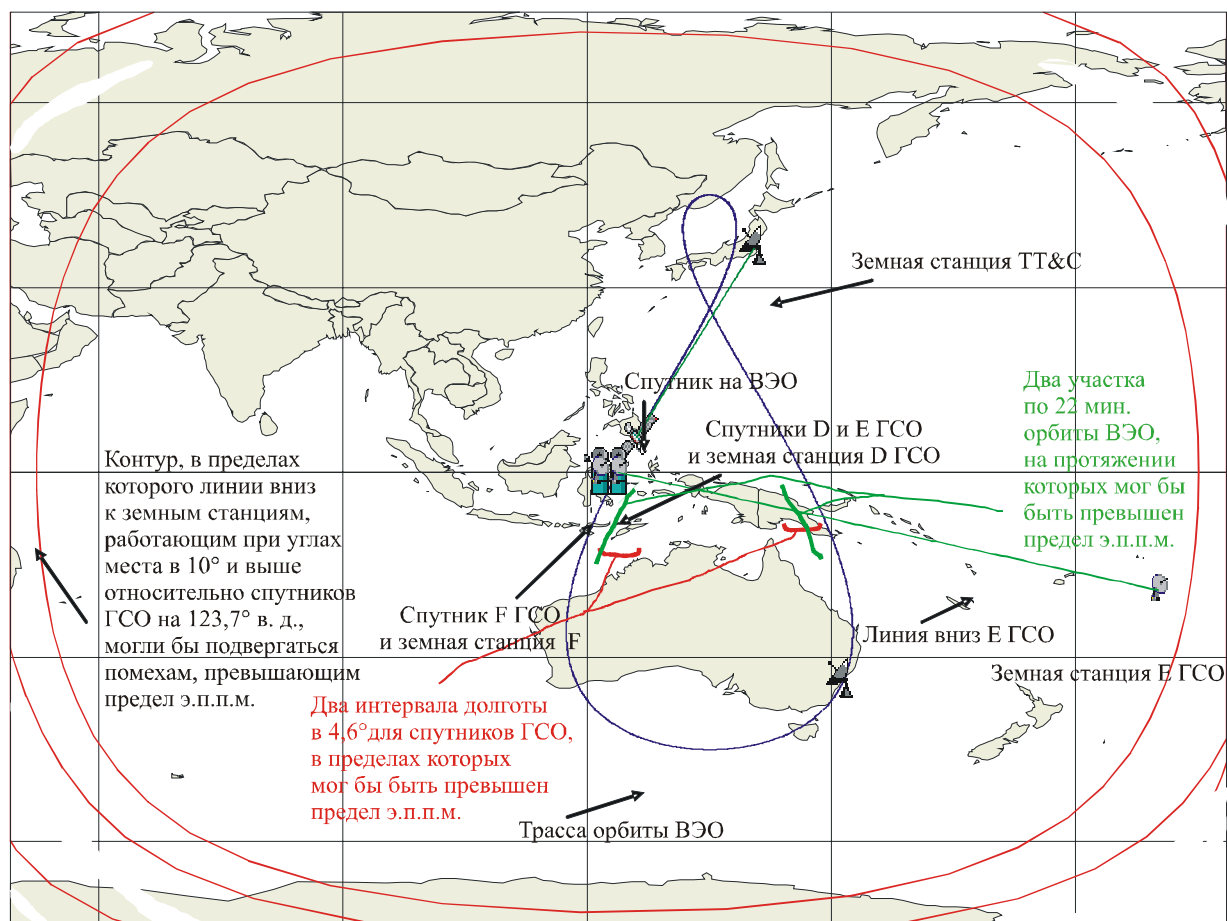 Земная станция TT&C
Спутник на ВЭО
Спутники D и E ГСО
и земная станция D ГСО
Два участка
по 22 мин.
орбиты ВЭО,
на протяжении
которых мог бы
быть превышен
предел э.п.п.м.
Контур, в пределах
которого линии вниз
к земным станциям,
работающим при углах
места в 10° и выше
относительно спутников
ГСО на 123,7° в. д.,
могли бы подвергаться
помехам, превышающим
предел э.п.п.м.
Спутник F ГСО
и земная станция F
Линия вниз E ГСО
Земная станция E ГСО
Два интервала долготы
в 4,6°для спутников ГСО,
в пределах которых
мог бы быть превышен
предел э.п.п.м.
Трасса орбиты ВЭО